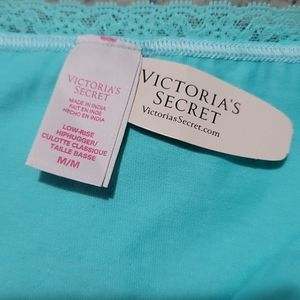 VICTORIA'S
SECRET
MADE IN INDIA
FAIT EN INDE
HECHO EN INDIA
LOW-RISE
HIPHUGGER/
CULOTTE CLASSIQUE
TAILLE BASSE
M/M
VICTORIA'S
SECRET
VictoriasSecret.com